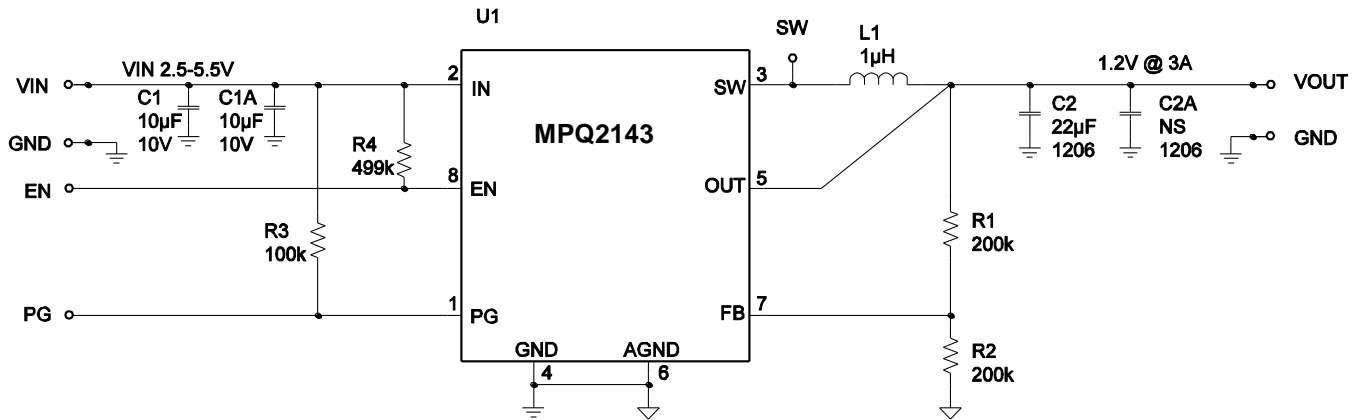 U1
SW
L1
1µH
VIN
VIN 2.5-5.5V
2
IN
SW
3
1.2V @ 3A
VOUT
C1
10µF
10V
C1A
10µF
10V
MPQ2143
C2
22µF
1206
C2A
NS
1206
GND
GND
R4
499k
EN
8
EN
OUT
5
R3
100k
R1
200k
PG
1
PG
FB
7
GND
4
AGND
6
R2
200k